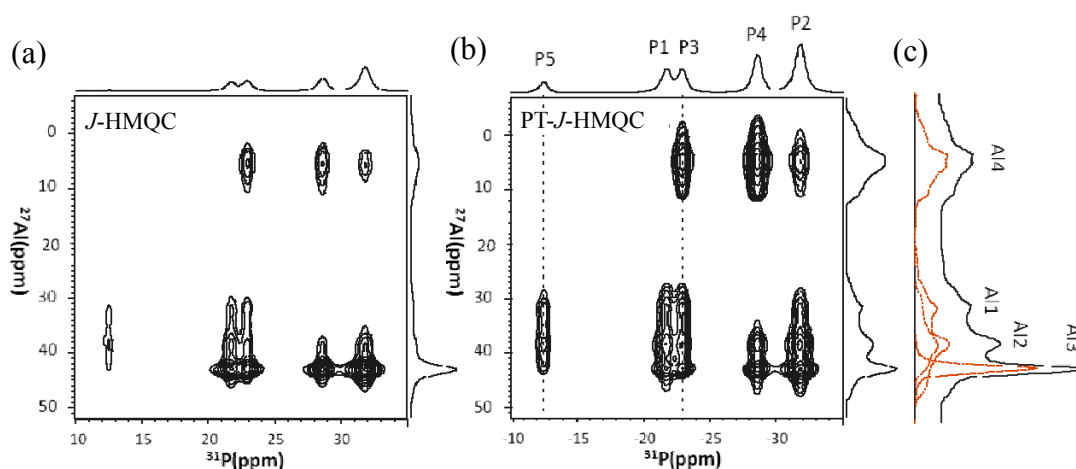 (a)
J-HMQC
0
10
20
30
40
50
²⁷Al(ppm)
10 15 20 25 30
³¹P(ppm)
(b)
P5 P1 P3 P4 P2
PT-J-HMQC
0
10
20
30
40
50
²⁷Al(ppm)
-10 -15 -20 -25 -30
³¹P(ppm)
(c)
Al4
Al1
Al2
Al3